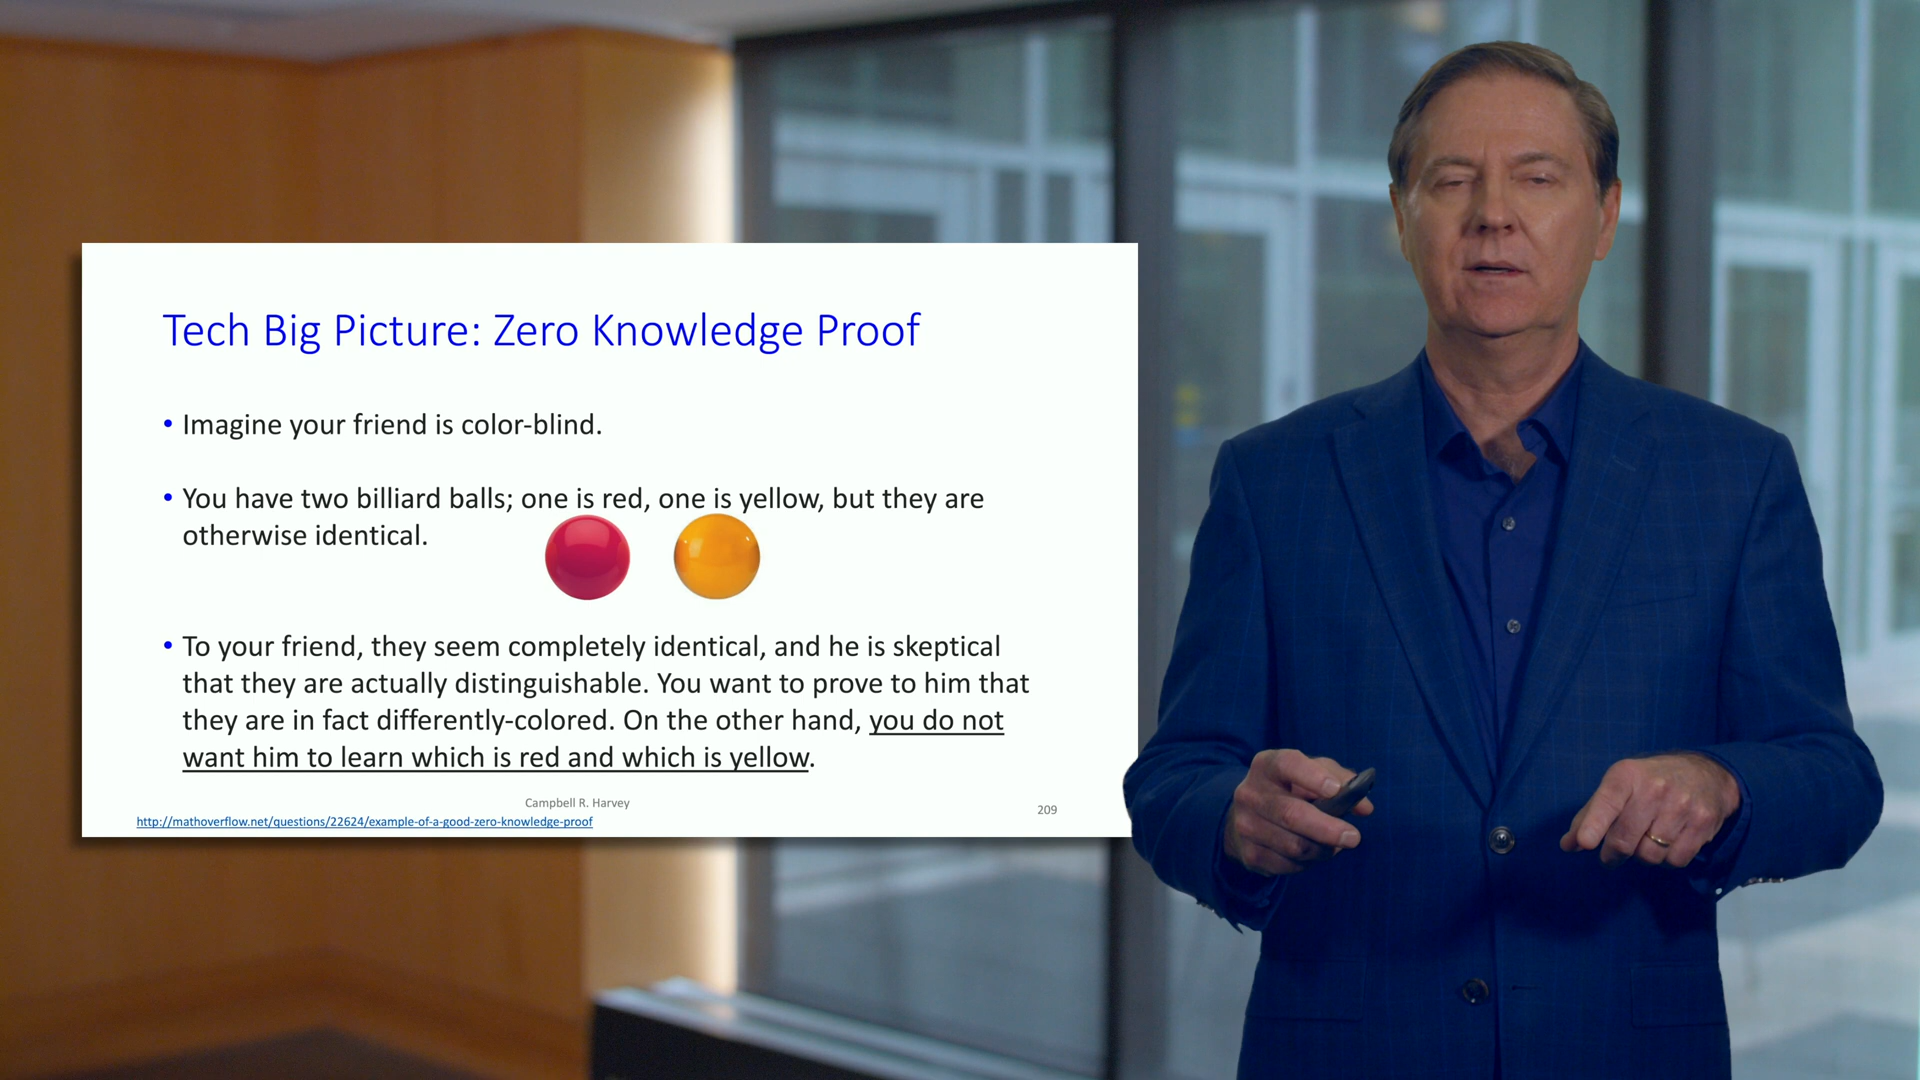 Tech Big Picture: Zero Knowledge Proof
• Imagine your friend is color-blind.
• You have two billiard balls; one is red, one is yellow, but they are
otherwise identical.
• To your friend, they seem completely identical, and he is skeptical
that they are actually distinguishable. You want to prove to him that
they are in fact differently-colored. On the other hand, you do not
want him to learn which is red and which is yellow.
Campbell R. Harvey
209
http://mathoverflow.net/questions/22624/example-of-a-good-zero-knowledge-proof